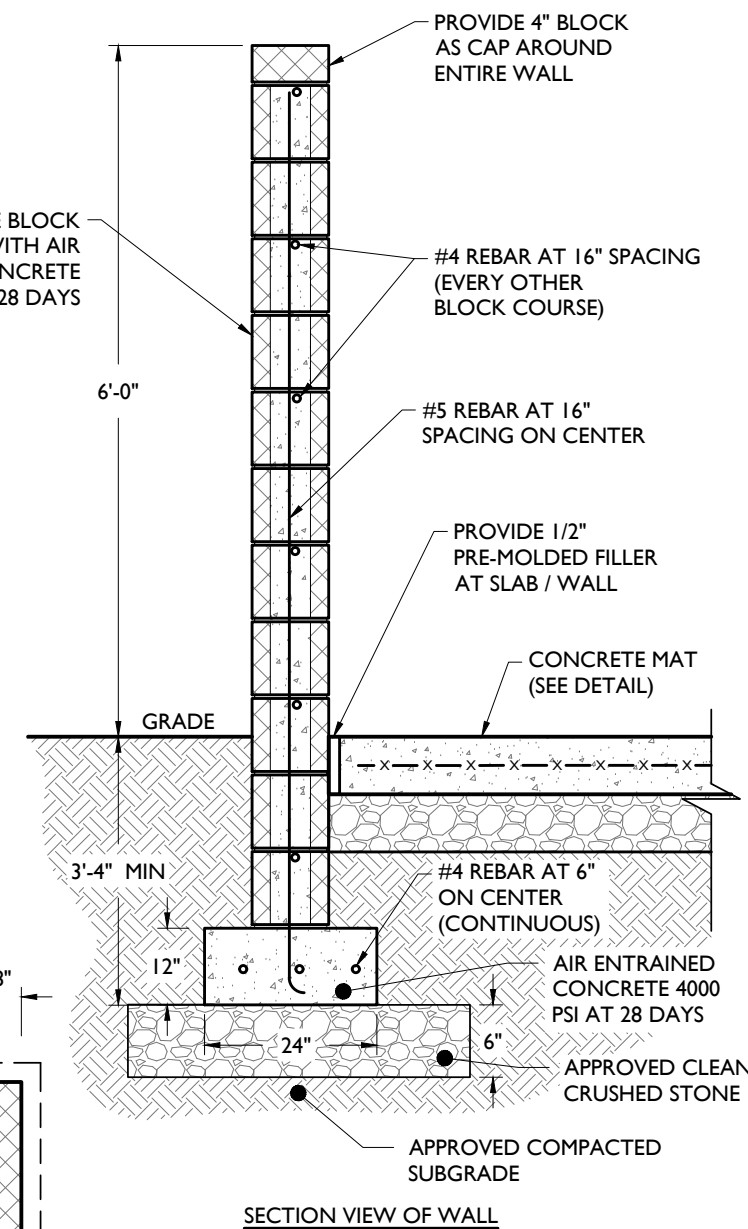 PROVIDE 4" BLOCK
AS CAP AROUND
ENTIRE WALL
BLOCK
WITH AIR
28 DAYS
#4 REBAR AT 16" SPACING
(EVERY OTHER
BLOCK COURSE)
6'-0"
#5 REBAR AT 16"
SPACING ON CENTER
PROVIDE 1/2"
PRE-MOLDED FILLER
AT SLAB / WALL
CONCRETE MAT
(SEE DETAIL)
GRADE
X X X X X X X
3'-4" MIN
#4 REBAR AT 6"
ON CENTER
(CONTINUOUS)
12"
AIR ENTRAINED
CONCRETE 4000
PSI AT 28 DAYS
24"
6"
APPROVED CLEAN
CRUSHED STONE
APPROVED COMPACTED
SUBGRADE
SECTION VIEW OF WALL